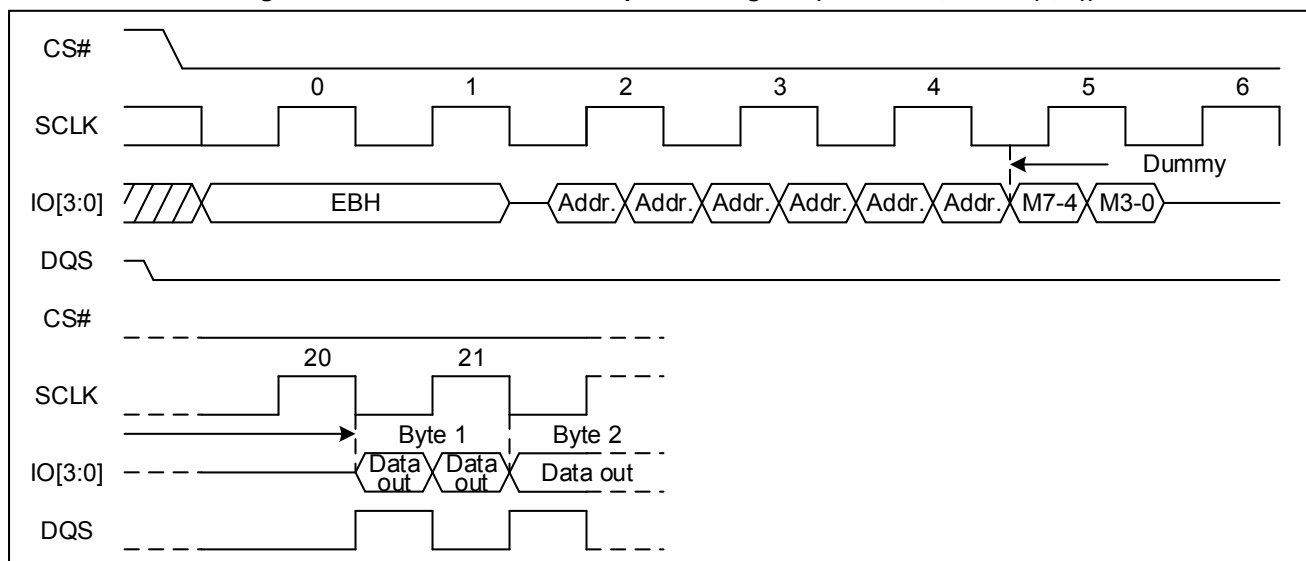 CS#
0 1 2 3 4 5 6
SCLK
Dummy
IO[3:0] EBH Addr. Addr. Addr. Addr. Addr. Addr. M7-4 M3-0
DQS
CS#
20 21
SCLK
Byte 1 Byte 2
IO[3:0] Data out Data out Data out
DQS